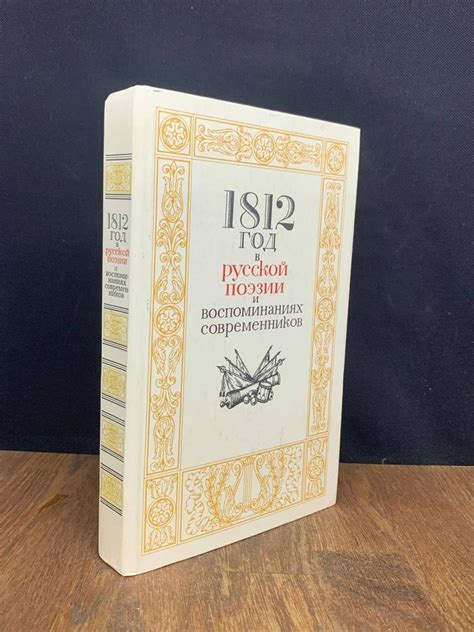 1812
ГОД
В
РУССКОЙ
ПОЭЗИИ
И
ВОСПОМИНАНИЯХ
СОВРЕМЕННИКОВ
1812
ГОД
В
РУССКОЙ
ПОЭЗИИ
И
ВОСПОМИ-
НАНИЯХ
СОВРЕМЕН-
НИКОВ